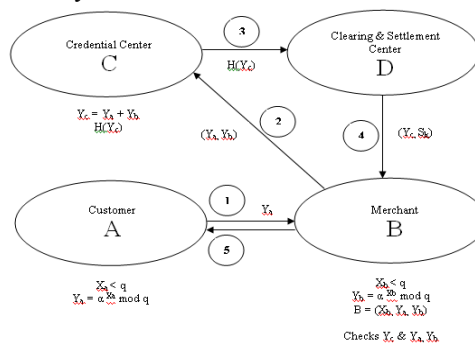 3
Credential Center
C
Clearing & Settlement
Center
D
H(Yc)
Yc = Ya + Yb
H(Yc)
2
(Ya, Yb)
4
(Yc, Sk)
1
Customer
A
Ya
Merchant
B
5
Xa < q
Ya = α Xa mod q
Xb < q
Yb = α Xb mod q
B = (Xb, Ya, Yb)
Checks Yc & Ya, Yb